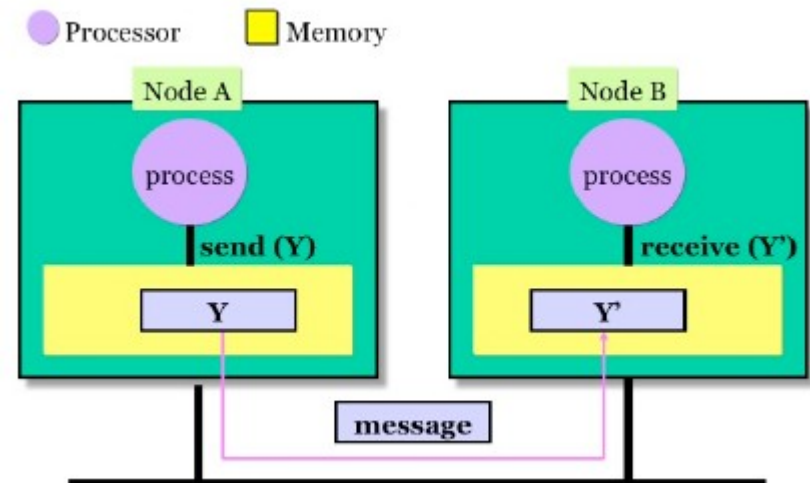 Processor
Memory
Node A
Node B
process
process
send (Y)
receive (Y’)
Y
Y’
message